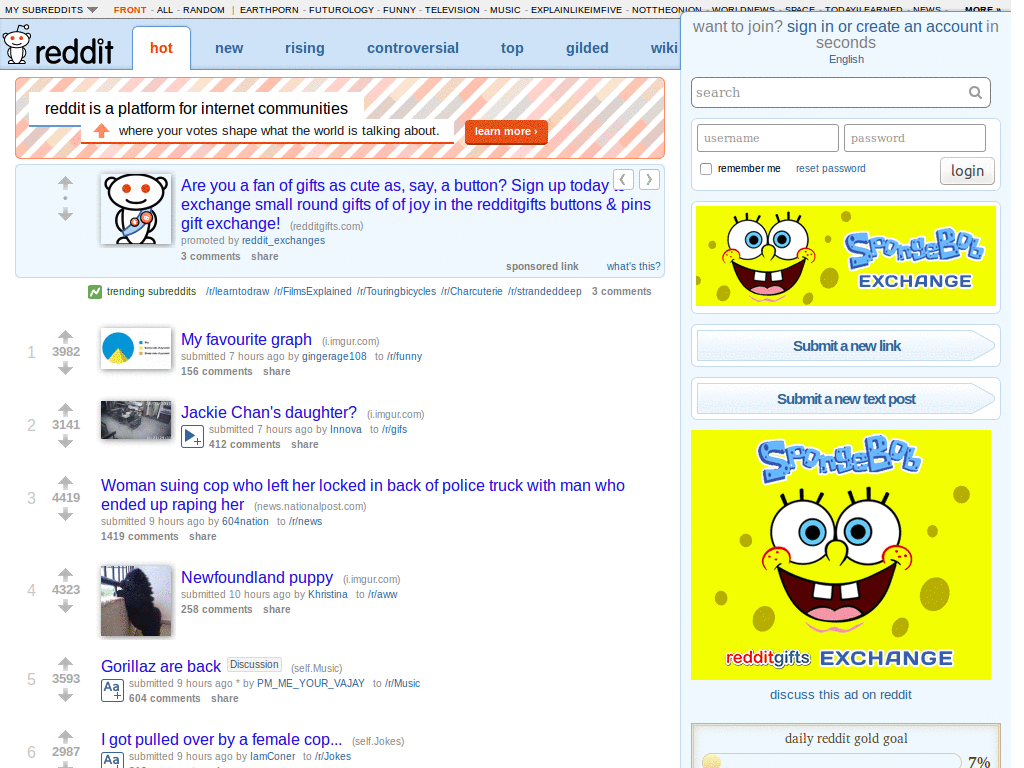 MY SUBREDDITS FRONT - ALL - RANDOM | EARTHPORN - FUTUROLOGY - FUNNY - TELEVISION - MUSIC - EXPLAINLIKEIMFIVE - NOTTHEONION - WORLDNEWS - SPACE - TODAYILEARNED - NEWS - MORE »
reddit hot new rising controversial top gilded wiki
reddit is a platform for internet communities
where your votes shape what the world is talking about. learn more ›
Are you a fan of gifts as cute as, say, a button? Sign up today to
exchange small round gifts of of joy in the redditgifts buttons & pins
gift exchange! (redditgifts.com)
promoted by reddit_exchanges
3 comments share
sponsored link what's this?
trending subreddits /r/learntodraw /r/FilmsExplained /r/Touringbicycles /r/Charcuterie /r/strandeddeep 3 comments
1 3982 My favourite graph (i.imgur.com)
submitted 7 hours ago by gingerage108 to /r/funny
156 comments share
2 3141 Jackie Chan's daughter? (i.imgur.com)
submitted 7 hours ago by Innova to /r/gifs
412 comments share
3 4419 Woman suing cop who left her locked in back of police truck with man who
ended up raping her (news.nationalpost.com)
submitted 9 hours ago by 604nation to /r/news
1419 comments share
4 4323 Newfoundland puppy (i.imgur.com)
submitted 10 hours ago by Khristina to /r/aww
258 comments share
5 3593 Gorillaz are back Discussion (self.Music)
Aa submitted 9 hours ago * by PM_ME_YOUR_VAJAY to /r/Music
604 comments share
6 2987 I got pulled over by a female cop... (self.Jokes)
Aa submitted 9 hours ago by IamConer to /r/Jokes
want to join? sign in or create an account in
seconds
English
search
username password
remember me reset password login
SPONGEBOB
EXCHANGE
Submit a new link
Submit a new text post
SPONGEBOB
redditgifts EXCHANGE
discuss this ad on reddit
daily reddit gold goal
7%